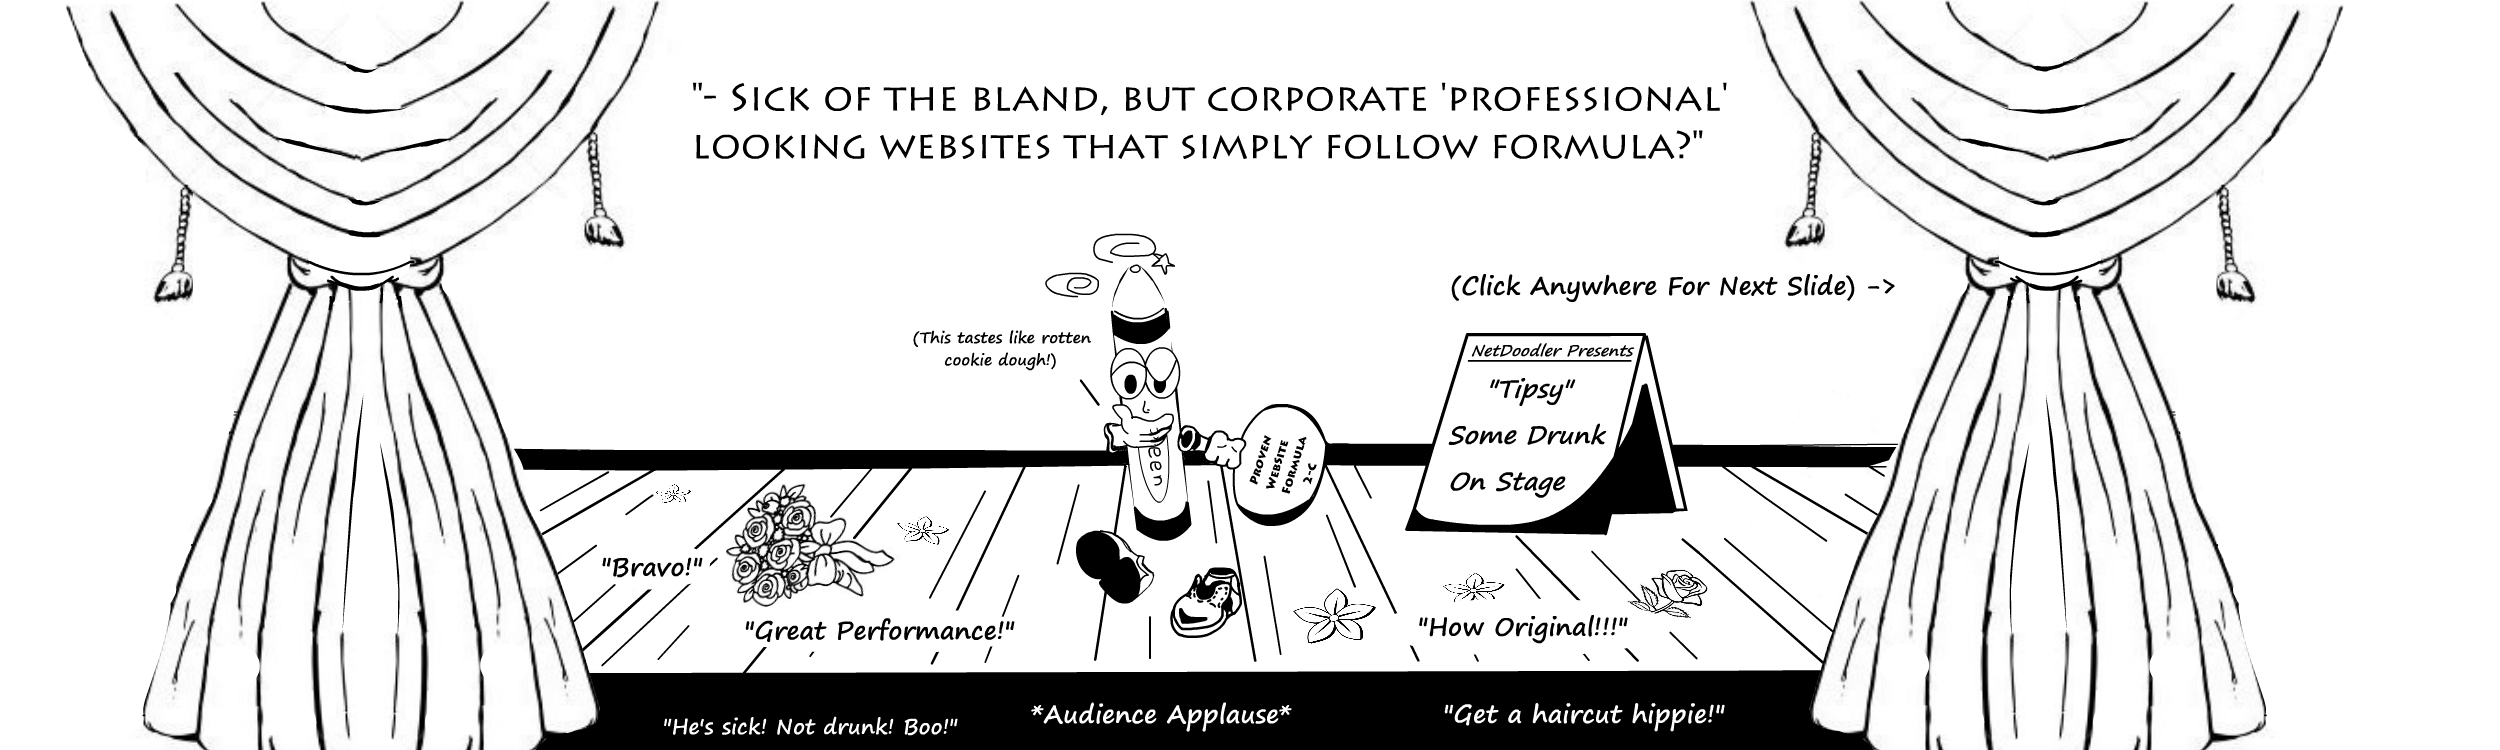 "- Sick of the bland, but corporate 'professional'
looking websites that simply follow formula?"
(Click Anywhere For Next Slide) ->
(This tastes like rotten
cookie dough!)
NetDoodler Presents
"Tipsy"
Some Drunk
On Stage
een
PROVEN
WEBSITE
FORMULA
2-C
"Bravo!"
"Great Performance!"
"How Original!!!"
"He's sick! Not drunk! Boo!"
*Audience Applause*
"Get a haircut hippie!"